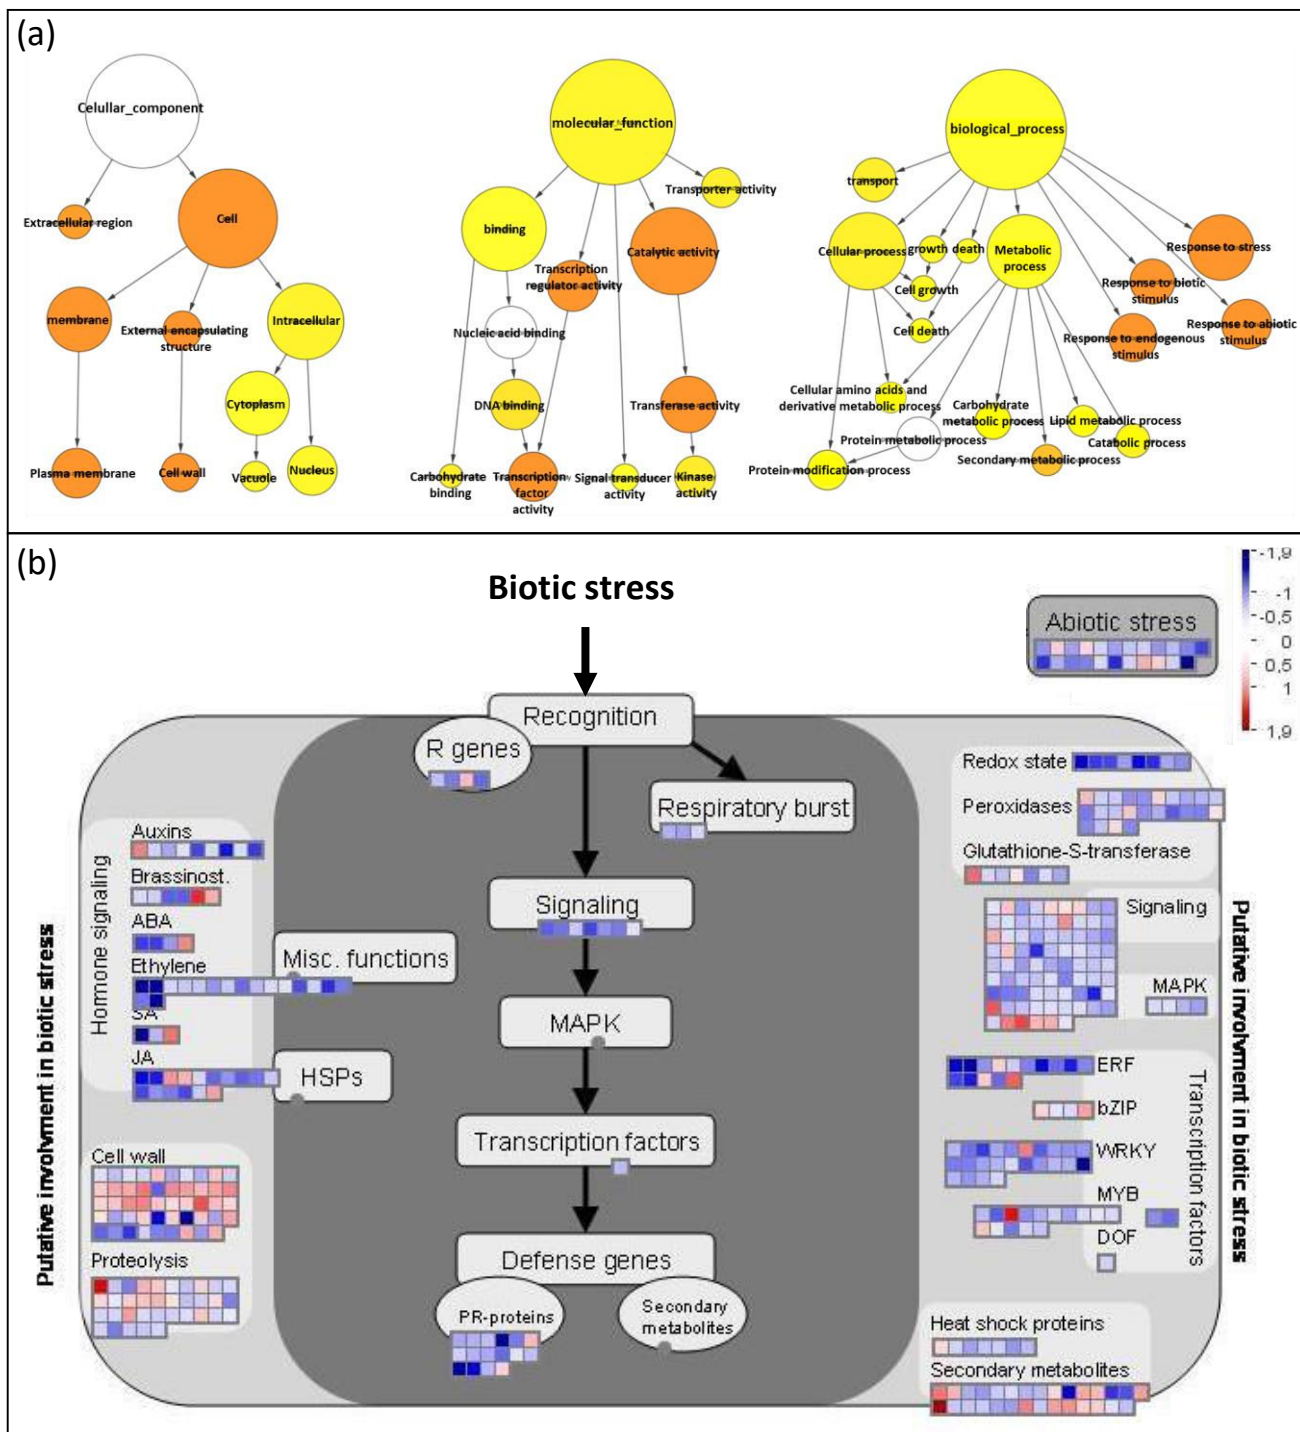 (a)
Celullar_component
Extracellular region
Cell
membrane
External encapsulating
structure
Intracellular
Cytoplasm
Plasma membrane
Cell wall
Vacuole
Nucleus
molecular_function
Transporter activity
binding
Catalytic activity
Transcription
regulator activity
Nucleic acid binding
DNA binding
Transferase activity
Carbohydrate
binding
Transcription
factor
activity
Signal transducer
activity
Kinase
activity
biological_process
transport
Cellular process
growth
death
Metabolic
process
Response to stress
Cell growth
Response to biotic
stimulus
Cell death
Response to endogenous
stimulus
Response to abiotic
stimulus
Cellular amino acids and
derivative metabolic process
Carbohydrate
metabolic process
Lipid metabolic process
Protein metabolic process
Catabolic process
Secondary metabolic process
Protein modification process
(b)
Biotic stress
Abiotic stress
-1,9
-1
-0,5
0
0,5
1
1,9
Recognition
R genes
Respiratory burst
Signaling
Misc. functions
MAPK
HSPs
Transcription factors
Defense genes
PR-proteins
Secondary
metabolites
Putative involvment in biotic stress
Hormone signaling
Auxins
Brassinost.
ABA
Ethylene
SA
JA
Cell wall
Proteolysis
Redox state
Peroxidases
Glutathione-S-transferase
Signaling
MAPK
ERF
bZIP
WRKY
MYB
DOF
Transcription factors
Putative involvment in biotic stress
Heat shock proteins
Secondary metabolites